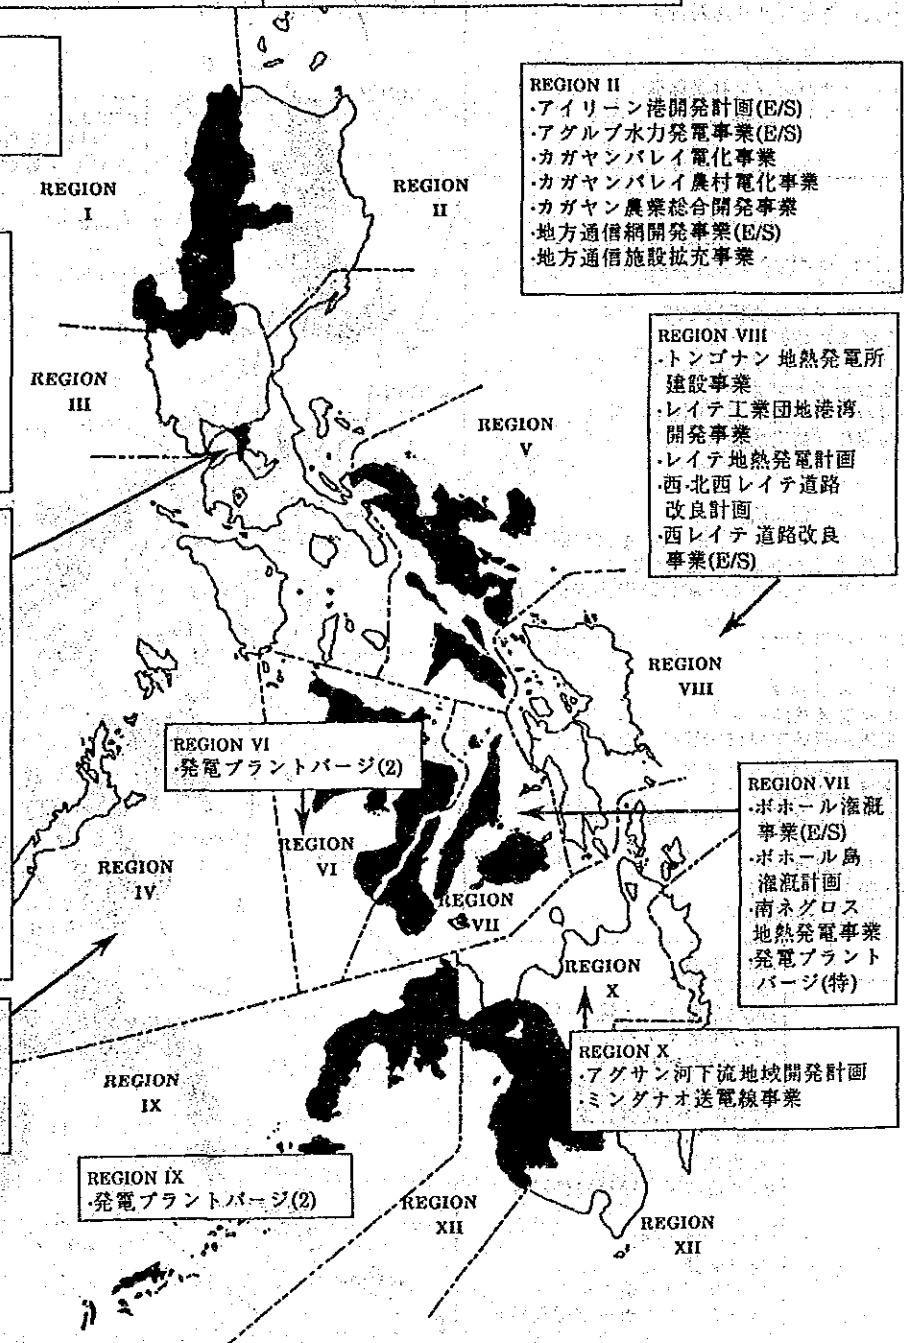 REGION II
・アイリーン港開発計画(E/S)
・アグルブ水力発電事業(E/S)
・カガヤンバレイ電化事業
・カガヤンバレイ農村電化事業
・カガヤン農業総合開発事業
・地方通信網開発事業(E/S)
・地方通信施設拡充事業
REGION
I
REGION
II
REGION VIII
・トンゴナン 地熱発電所
建設事業
・レイテ工業団地港湾
開発事業
・レイテ地熱発電計画
・西・北西レイテ道路
改良計画
・西レイテ 道路改良
事業(E/S)
REGION
III
REGION
V
REGION
VIII
REGION VI
・発電プラントバージ(2)
REGION VII
・ボホール灌漑
事業(E/S)
・ボホール島
灌漑計画
・南ネグロス
地熱発電事業
・発電プラント
バージ(特)
REGION
VI
REGION
IV
REGION
VII
REGION
X
REGION X
・アグサン河下流地域開発計画
・ミンダナオ送電線事業
REGION
IX
REGION IX
・発電プラントバージ(2)
REGION
XII
REGION
XII